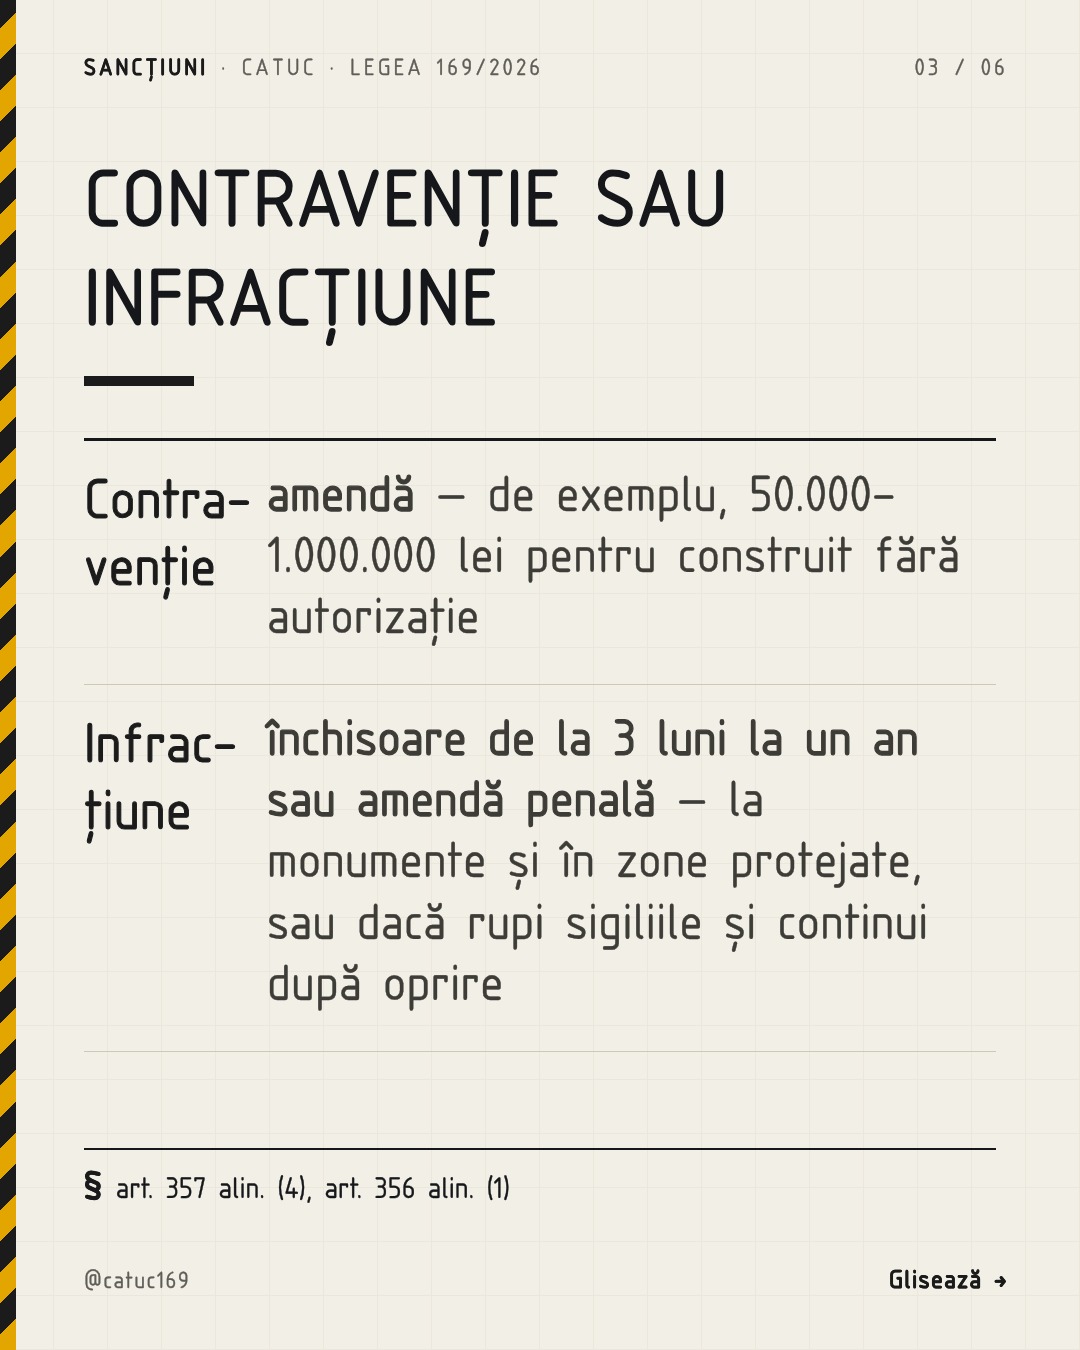 SANCȚIUNI · CATUC · LEGEA 169/2026
03 / 06
CONTRAVENȚIE SAU
INFRACȚIUNE
Contra-
venție
amendă — de exemplu, 50.000–
1.000.000 lei pentru construit fără
autorizație
Infrac-
țiune
închisoare de la 3 luni la un an
sau amendă penală — la
monumente și în zone protejate,
sau dacă rupi sigiliile și continui
după oprire
§ art. 357 alin. (4), art. 356 alin. (1)
@catuc169
Glisează →